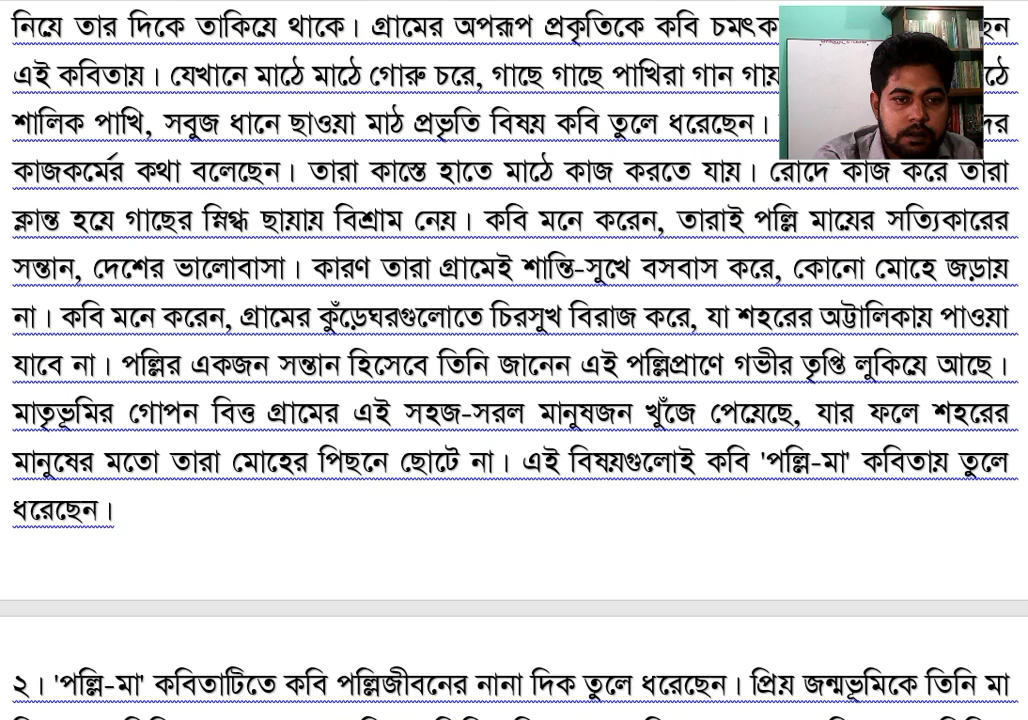 নিয়ে তার দিকে তাকিয়ে থাকে। গ্রামের অপরূপ প্রকৃতিকে কবি
এই কবিতায়। যেখানে মাঠে মাঠে গোরু চরে, গাছে গাছে পাখিরা গান
শালিক পাখি, সবুজ ধানে ছাওয়া মাঠ প্রভৃতি বিষয় কবি তুলে ধরেছেন।
কাজকর্মের কথা বলেছেন। তারা কাস্তে হাতে মাঠে কাজ করতে যায়। রোদে কাজ করে তারা
ক্লান্ত হয়ে গাছের স্নিগ্ধ ছায়ায় বিশ্রাম নেয়। কবি মনে করেন, তারাই পল্লি মায়ের সত্যিকারের
সন্তান, দেশের ভালোবাসা। কারণ তারা গ্রামেই শান্তি-সুখে বসবাস করে, কোনো মোহে জড়ায়
না। কবি মনে করেন, গ্রামের কুঁড়েঘরগুলোতে চিরসুখ বিরাজ করে, যা শহরের অট্টালিকায় পাওয়া
যাবে না। পল্লির একজন সন্তান হিসেবে তিনি জানেন এই পল্লিপ্রাণে গভীর তৃপ্তি লুকিয়ে আছে।
মাতৃভূমির গোপন বিত্ত গ্রামের এই সহজ-সরল মানুষজন খুঁজে পেয়েছে, যার ফলে শহরের
মানুষের মতো তারা মোহের পিছনে ছোটে না। এই বিষয়গুলোই কবি 'পল্লি-মা' কবিতায় তুলে
ধরেছেন।
২। 'পল্লি-মা' কবিতাটিতে কবি পল্লিজীবনের নানা দিক তুলে ধরেছেন। প্রিয় জন্মভূমিকে তিনি মা